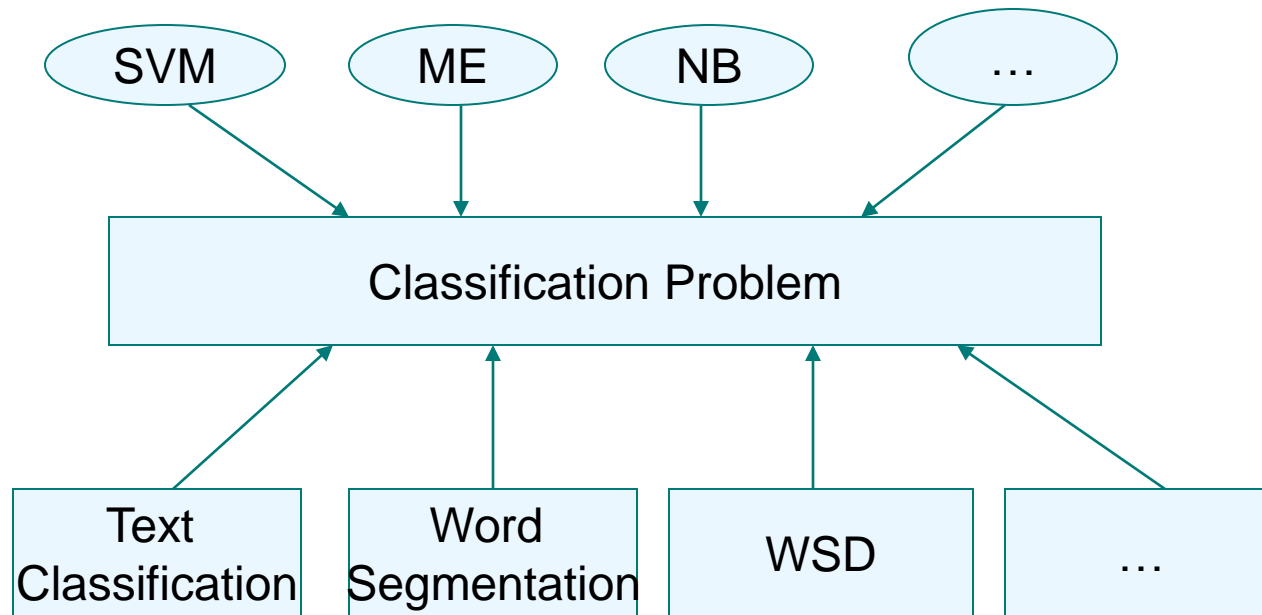 SVM
ME
NB
…
Classification Problem
Text
Classification
Word
Segmentation
WSD
…